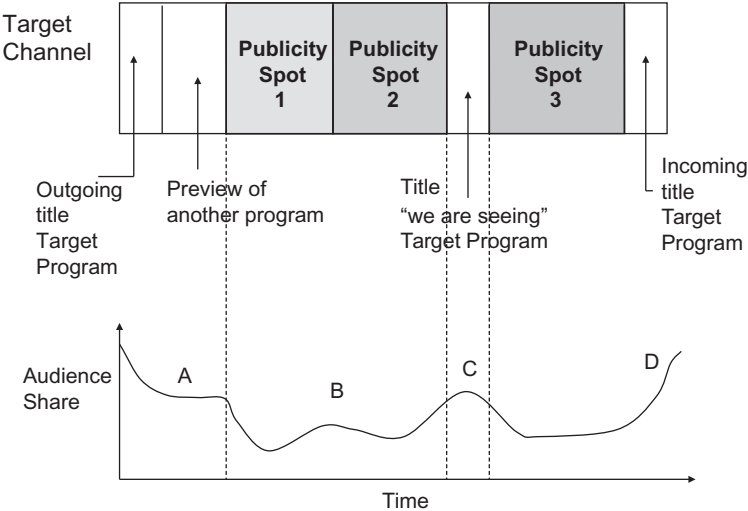 Target
Channel
Publicity
Spot
1
Publicity
Spot
2
Publicity
Spot
3
Outgoing
title
Target
Program
Preview of
another program
Title
“we are seeing”
Target Program
Incoming
title
Target
Program
Audience
Share
A
B
C
D
Time